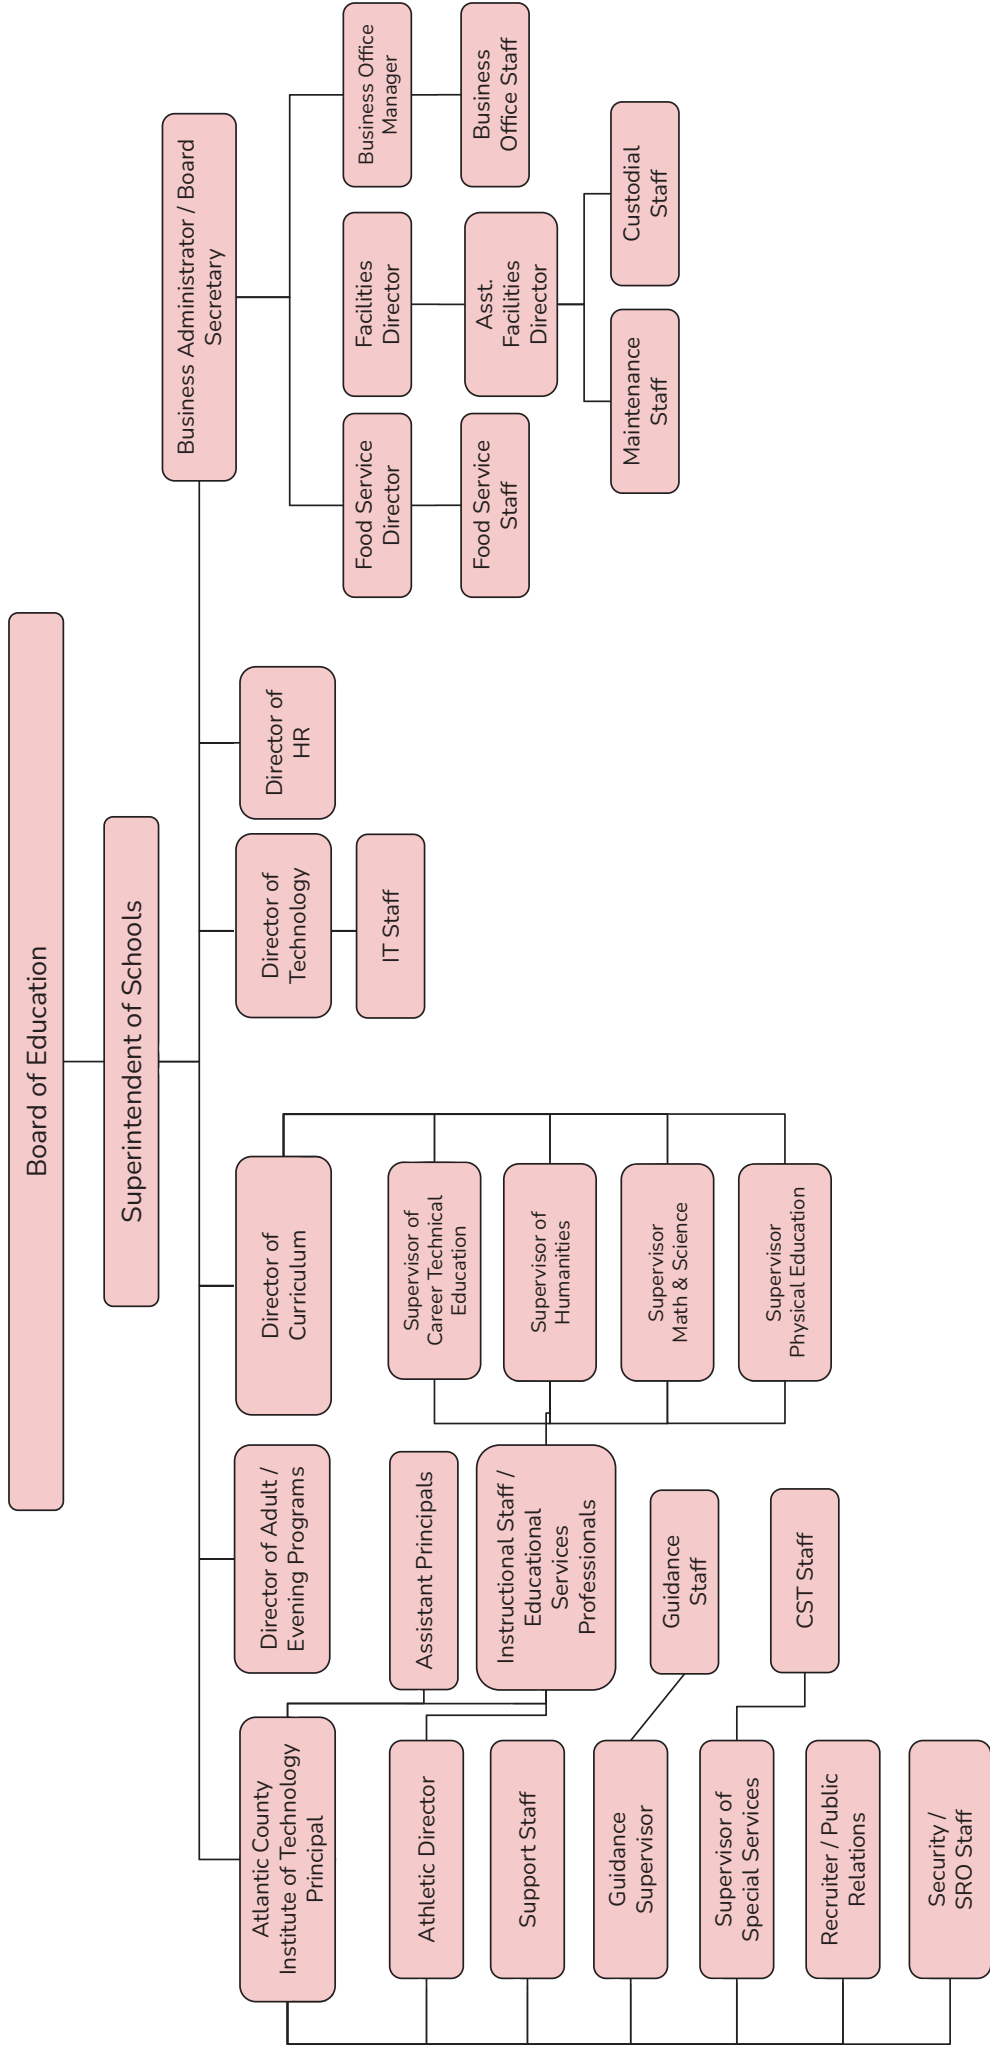 Board of Education
Superintendent of Schools
Atlantic County
Institute of Technology
Principal
Director of Adult /
Evening Programs
Director of
Curriculum
Director of
Technology
Director of
HR
Business Administrator / Board
Secretary
Athletic Director
Support Staff
Guidance
Supervisor
Supervisor of
Special Services
Recruiter / Public
Relations
Security /
SRO Staff
Assistant Principals
Instructional Staff /
Educational
Services
Professionals
Guidance
Staff
CST Staff
Supervisor of
Career Technical
Education
Supervisor of
Humanities
Supervisor
Math & Science
Supervisor
Physical Education
IT Staff
Food Service
Director
Food Service
Staff
Facilities
Director
Asst.
Facilities
Director
Maintenance
Staff
Custodial
Staff
Business Office
Manager
Business
Office Staff